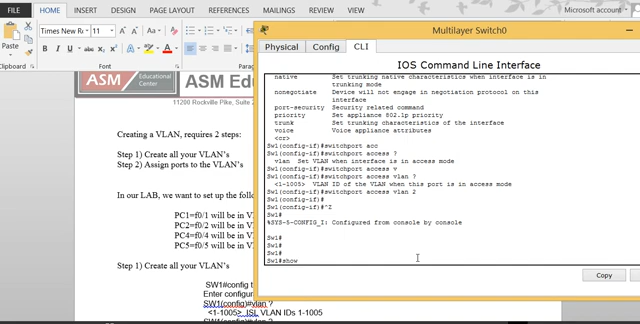 FILE HOME INSERT DESIGN PAGE LAYOUT REFERENCES MAILINGS REVIEW VIEW Microsoft account
Times New Ro 11
Paste
Clipboard
Multilayer Switch0
Physical Config CLI
IOS Command Line Interface
native Set trunking native characteristics when interface is in
trunking mode
nonegotiate Device will not engage in negotiation protocol on this
interface
port-security Security related command
priority Set appliance 802.1p priority
trunk Set trunking characteristics of the interface
voice Voice appliance attributes
<cr>
Sw1(config-if)#switchport acc
Sw1(config-if)#switchport access ?
vlan Set VLAN when interface is in access mode
Sw1(config-if)#switchport access v
Sw1(config-if)#switchport access vlan ?
<1-1005> VLAN ID of the VLAN when this port is in access mode
Sw1(config-if)#switchport access vlan 2
Sw1(config-if)#
Sw1(config-if)#^Z
Sw1#
%SYS-5-CONFIG_I: Configured from console by console
Sw1#
Sw1#
Sw1#
Sw1#show
Copy
ASM Educational Center
ASM Ed
11200 Rockville Pike, Suite 2
Creating a VLAN, requires 2 steps:
Step 1) Create all your VLAN's
Step 2) Assign ports to the VLAN's
In our LAB, we want to set up the follo
PC1=f0/1 will be in V
PC2=f0/2 will be in V
PC4=f0/4 will be in V
PC5=f0/5 will be in V
Step 1) Create all your VLAN's
SW1#config t
Enter configur
SW1(config)#vlan ?
<1-1005> ISL VLAN IDs 1-1005
SW1(config)#vlan 2